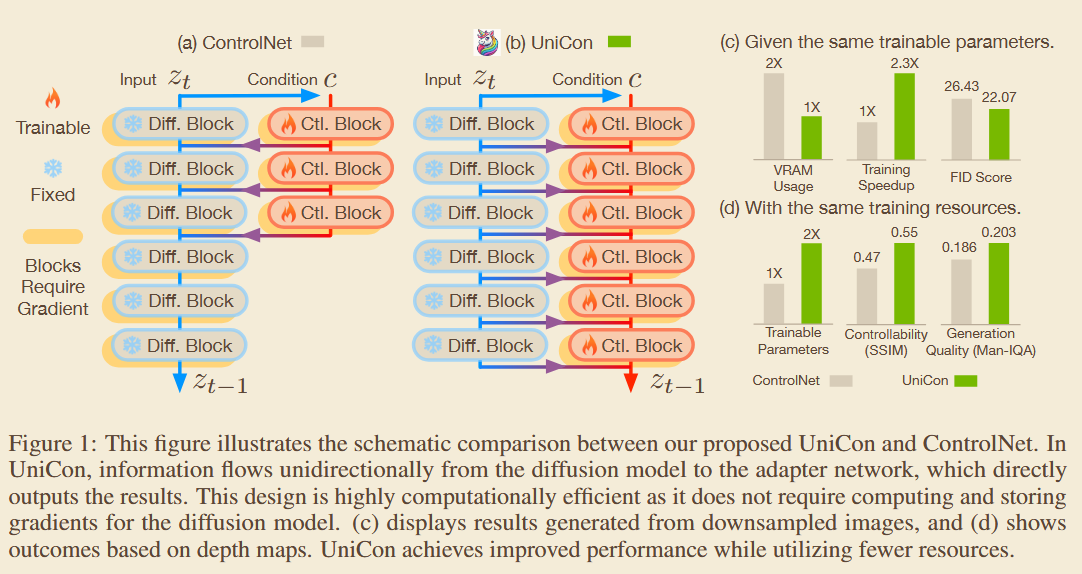 (a) ControlNet
Input z_t Condition c
Trainable
Fixed
Blocks
Require
Gradient
Diff. Block Ctl. Block
Diff. Block Ctl. Block
Diff. Block Ctl. Block
Diff. Block
Diff. Block
Diff. Block
z_{t−1}
(b) UniCon
Input z_t Condition c
Diff. Block Ctl. Block
Diff. Block Ctl. Block
Diff. Block Ctl. Block
Diff. Block Ctl. Block
Diff. Block Ctl. Block
Diff. Block Ctl. Block
z_{t−1}
(c) Given the same trainable parameters.
2X 1X
VRAM
Usage
1X 2.3X
Training
Speedup
26.43 22.07
FID Score
(d) With the same training resources.
1X 2X
Trainable
Parameters
0.47 0.55
Controllability
(SSIM)
0.186 0.203
Generation
Quality (Man-IQA)
ControlNet UniCon
Figure 1: This figure illustrates the schematic comparison between our proposed UniCon and ControlNet. In
UniCon, information flows unidirectionally from the diffusion model to the adapter network, which directly
outputs the results. This design is highly computationally efficient as it does not require computing and storing
gradients for the diffusion model. (c) displays results generated from downsampled images, and (d) shows
outcomes based on depth maps. UniCon achieves improved performance while utilizing fewer resources.